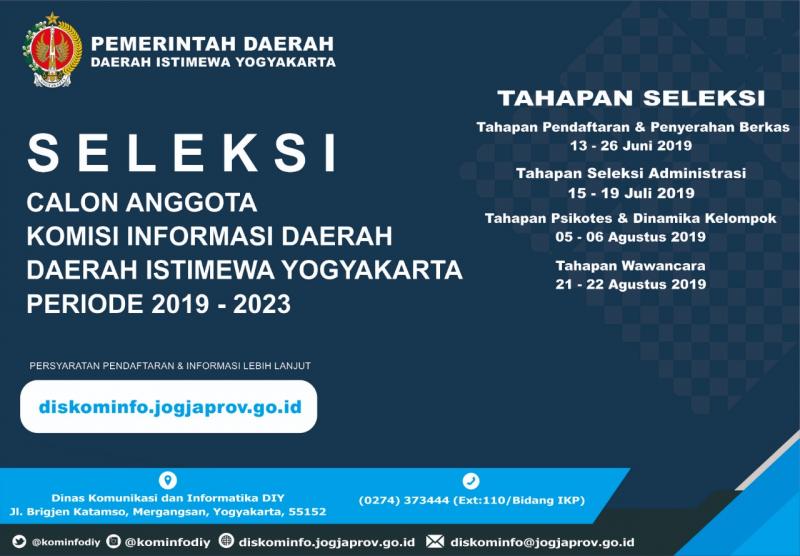 PEMERINTAH DAERAH
DAERAH ISTIMEWA YOGYAKARTA
SELEKSI
CALON ANGGOTA
KOMISI INFORMASI DAERAH
DAERAH ISTIMEWA YOGYAKARTA
PERIODE 2019 - 2023
PERSYARATAN PENDAFTARAN & INFORMASI LEBIH LANJUT
diskominfo.jogjaprov.go.id
TAHAPAN SELEKSI
Tahapan Pendaftaran & Penyerahan Berkas
13 - 26 Juni 2019
Tahapan Seleksi Administrasi
15 - 19 Juli 2019
Tahapan Psikotes & Dinamika Kelompok
05 - 06 Agustus 2019
Tahapan Wawancara
21 - 22 Agustus 2019
Dinas Komunikasi dan Informatika DIY
Jl. Brigjen Katamso, Mergangsan, Yogyakarta, 55152
(0274) 373444 (Ext:110/Bidang IKP)
@kominfodiy @kominfodiy diskominfo.jogjaprov.go.id diskominfo@jogjaprov.go.id